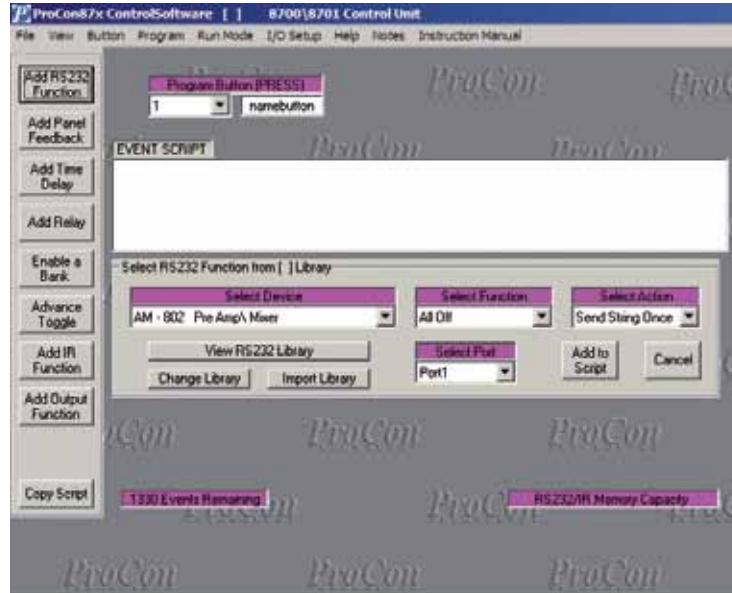 ProCon87x ControlSoftware [ ] 8700\8701 Control Unit
File View Button Program Run Mode I/O Setup Help Notes Instruction Manual
Add RS232
Function
Add Panel
Feedback
Add Time
Delay
Add Relay
Enable a
Bank
Advance
Toggle
Add IR
Function
Add Output
Function
Copy Script
Program Button (PRESS)
1 namebutton
EVENT SCRIPT
Select RS232 Function from [ ] Library
Select Device Select Function Select Action
AM - 802 Pre Amp\ Mixer All Off Send String Once
View RS232 Library Select Port Add to
Script Cancel
Change Library Import Library Port1
1330 Events Remaining RS232/IR Memory Capacity
ProCon ProCon
ProCon ProCon
ProCon ProCon ProCon
ProCon ProCon
ProCon ProCon ProCon